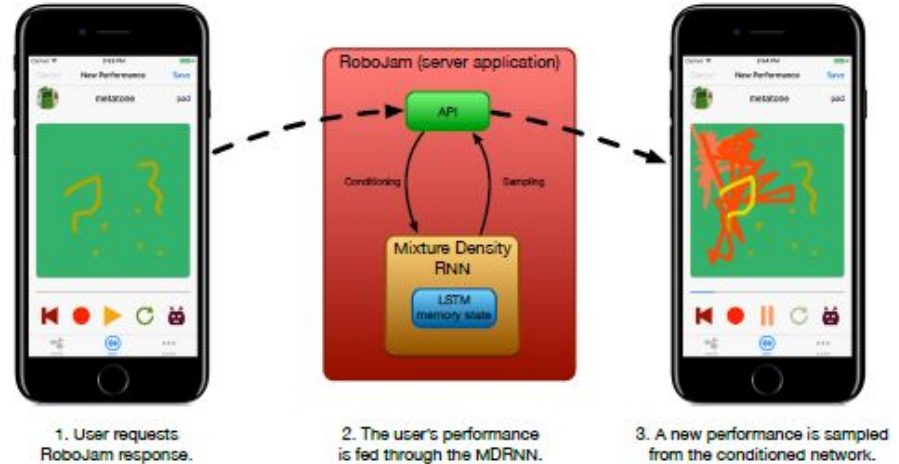 New Performance
Save
metatone
pad
RoboJam (server application)
API
Conditioning
Sampling
Mixture Density
RNN
LSTM
memory state
New Performance
Save
metatone
pad
1. User requests
RoboJam response.
2. The user's performance
is fed through the MDRNN.
3. A new performance is sampled
from the conditioned network.